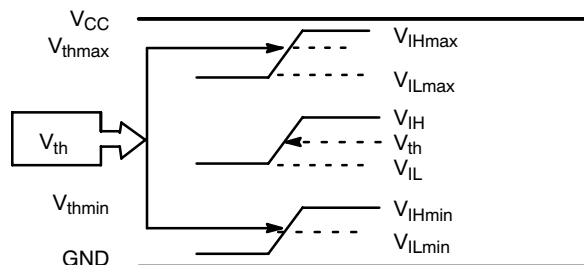 VCC
Vthmax
VIHmax
VILmax
Vth
VIH
Vth
VIL
Vthmin
VIHmin
VILmin
GND